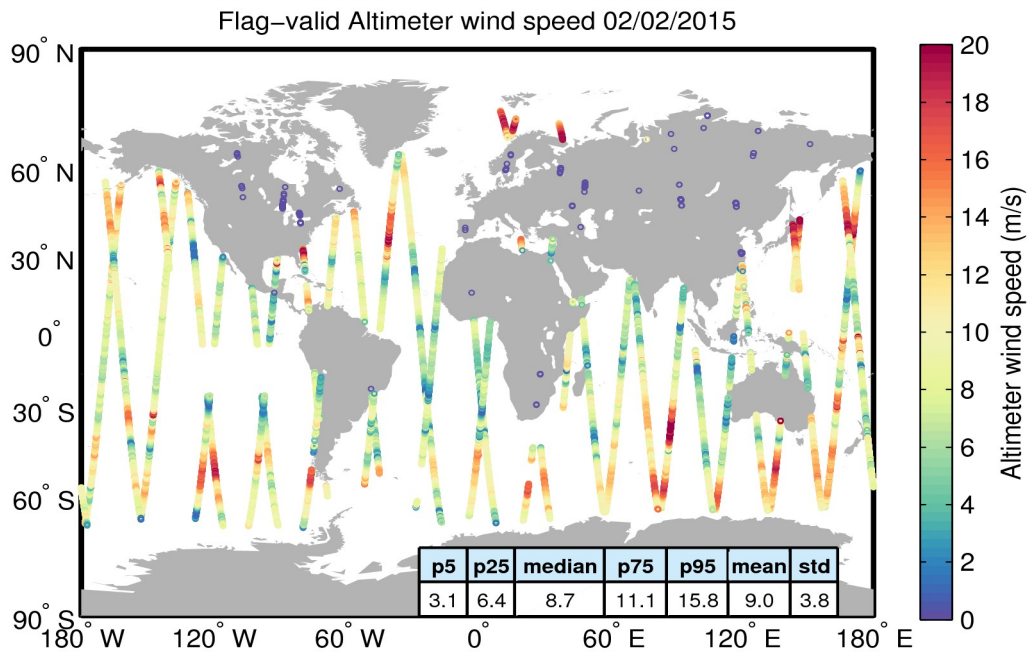 Flag−valid Altimeter wind speed 02/02/2015
90° N
60° N
30° N
0°
30° S
60° S
90° S
180° W
120° W
60° W
0°
60° E
120° E
180° E
p5 p25 median p75 p95 mean std
3.1 6.4 8.7 11.1 15.8 9.0 3.8
20
18
16
14
12
10
8
6
4
2
0
Altimeter wind speed (m/s)